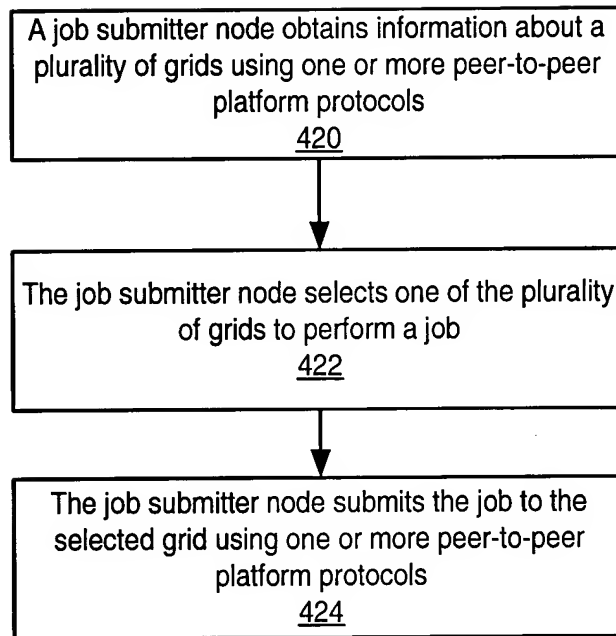 A job submitter node obtains information about a
plurality of grids using one or more peer-to-peer
platform protocols
420
The job submitter node selects one of the plurality
of grids to perform a job
422
The job submitter node submits the job to the
selected grid using one or more peer-to-peer
platform protocols
424